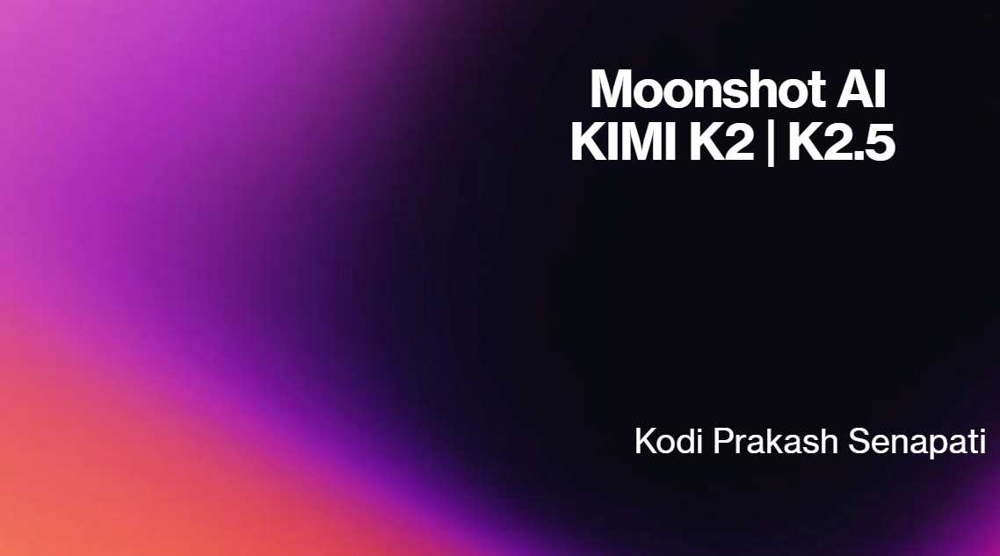 Moonshot AI
KIMI K2 | K2.5
Kodi Prakash Senapati